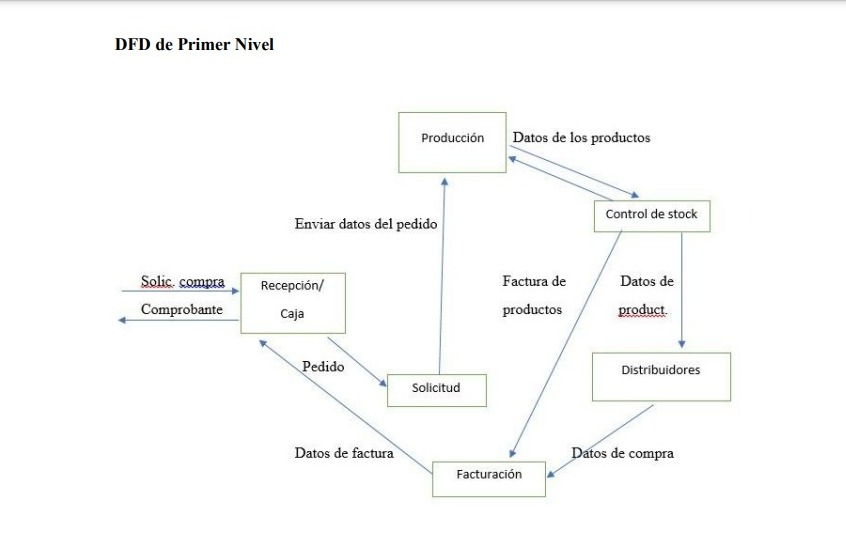 DFD de Primer Nivel
Producción
Datos de los productos
Control de stock
Enviar datos del pedido
Solic. compra
Comprobante
Recepción/
Caja
Factura de
productos
Datos de
product.
Pedido
Solicitud
Distribuidores
Datos de factura
Datos de compra
Facturación